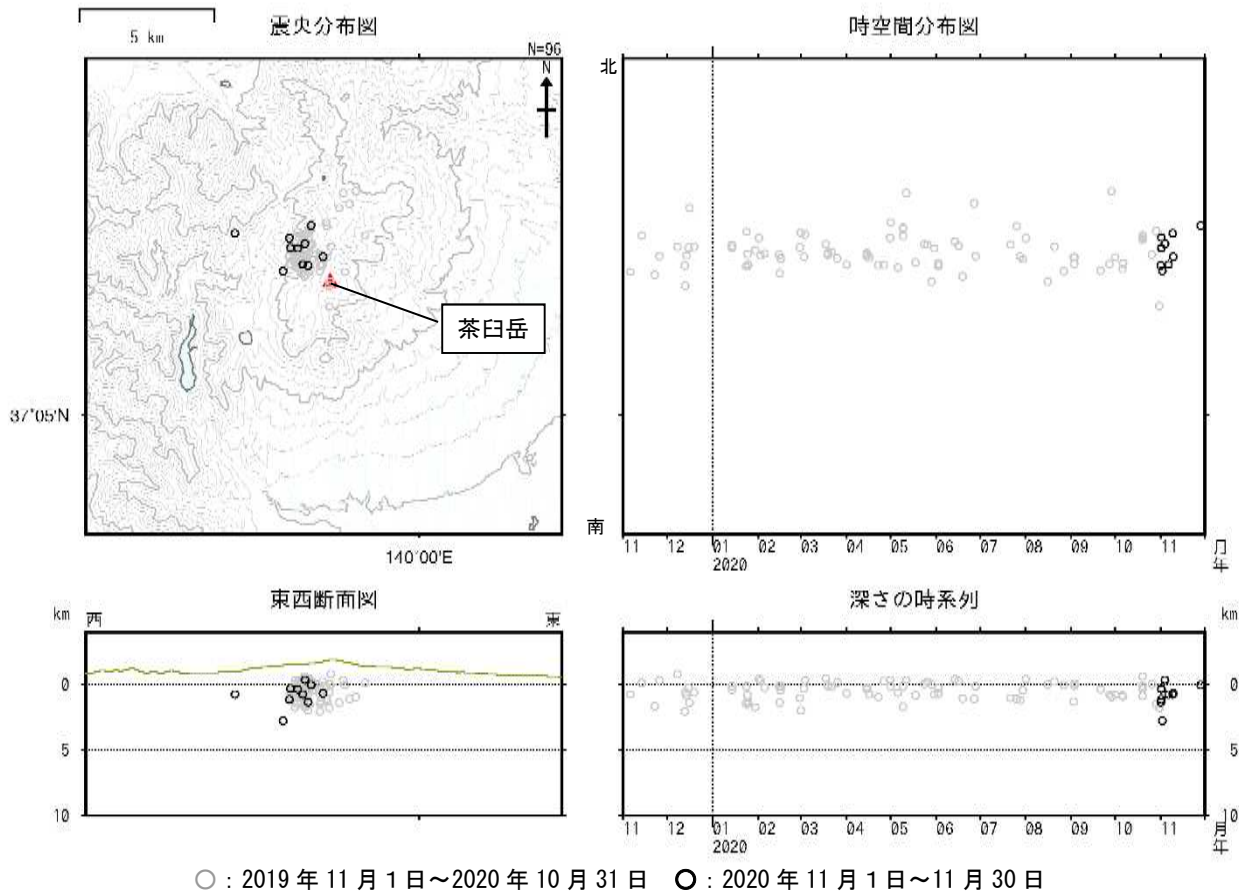 震央分布図
5 km
N=96
N
茶臼岳
37°05'N
140°00'E
時空間分布図
北
南
11 12 01 02 03 04 05 06 07 08 09 10 11 月
2020 年
東西断面図
km 西 東
0
5
10
深さの時系列
km
0
5
10
11 12 01 02 03 04 05 06 07 08 09 10 11 月
2020 年
○：2019 年 11 月 1 日～2020 年 10 月 31 日 ○：2020 年 11 月 1 日～11 月 30 日